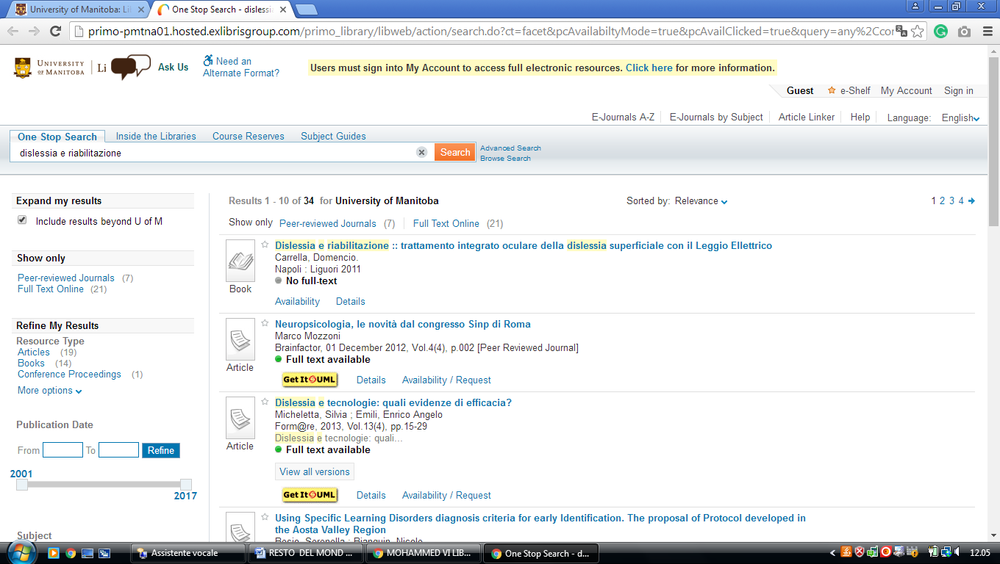 University of Manitoba: Li
One Stop Search - dislessi
primo-pmtna01.hosted.exlibrisgroup.com/primo_library/libweb/action/search.do?ct=facet&pcAvailabiltyMode=true&pcAvailClicked=true&query=any%2Ccor
UNIVERSITY OF MANITOBA
Li
Ask Us
Need an
Alternate Format?
Users must sign into My Account to access full electronic resources. Click here for more information.
Guest e-Shelf My Account Sign in
E-Journals A-Z E-Journals by Subject Article Linker Help Language: English
One Stop Search Inside the Libraries Course Reserves Subject Guides
dislessia e riabilitazione
Search
Advanced Search
Browse Search
Expand my results
Include results beyond U of M
Show only
Peer-reviewed Journals (7)
Full Text Online (21)
Refine My Results
Resource Type
Articles (19)
Books (14)
Conference Proceedings (1)
More options
Publication Date
From To Refine
2001
2017
Subject
Results 1 - 10 of 34 for University of Manitoba
Sorted by: Relevance
1 2 3 4
Show only Peer-reviewed Journals (7) Full Text Online (21)
Book
Dislessia e riabilitazione :: trattamento integrato oculare della dislessia superficiale con il Leggio Ellettrico
Carrella, Domencio.
Napoli : Liguori 2011
No full-text
Availability Details
Article
Neuropsicologia, le novità dal congresso Sinp di Roma
Marco Mozzoni
Brainfactor, 01 December 2012, Vol.4(4), p.002 [Peer Reviewed Journal]
Full text available
Get It UML Details Availability / Request
Article
Dislessia e tecnologie: quali evidenze di efficacia?
Micheletta, Silvia ; Emili, Enrico Angelo
Form@re, 2013, Vol.13(4), pp.15-29
Dislessia e tecnologie: quali...
Full text available
View all versions
Get It UML Details Availability / Request
Using Specific Learning Disorders diagnosis criteria for early Identification. The proposal of Protocol developed in
the Aosta Valley Region
Assistente vocale
RESTO DEL MOND ...
MOHAMMED VI LIB...
One Stop Search - d...
12.05